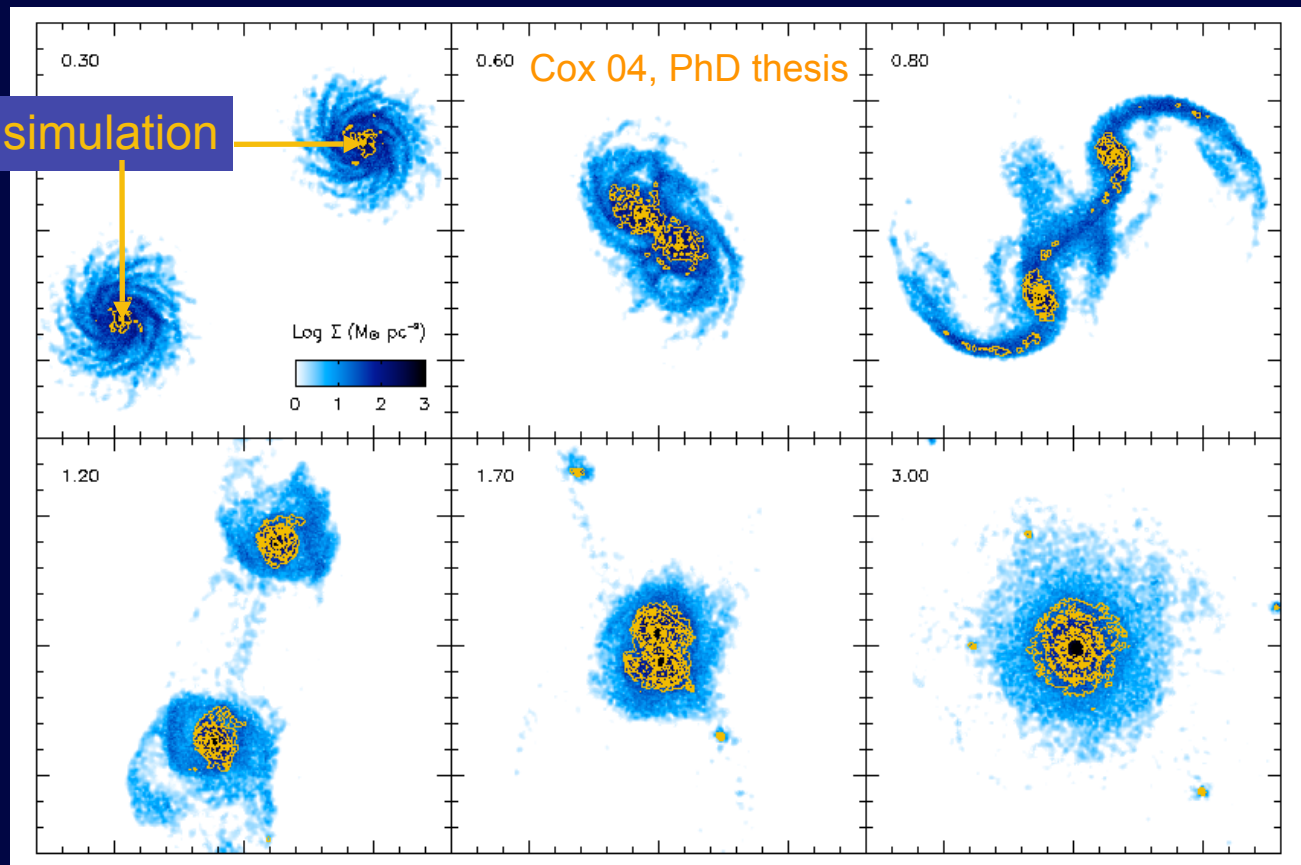 0.30
0.60
Cox 04, PhD thesis
0.80
simulation
Log Σ (M⊙ pc⁻²)
0 1 2 3
1.20
1.70
3.00